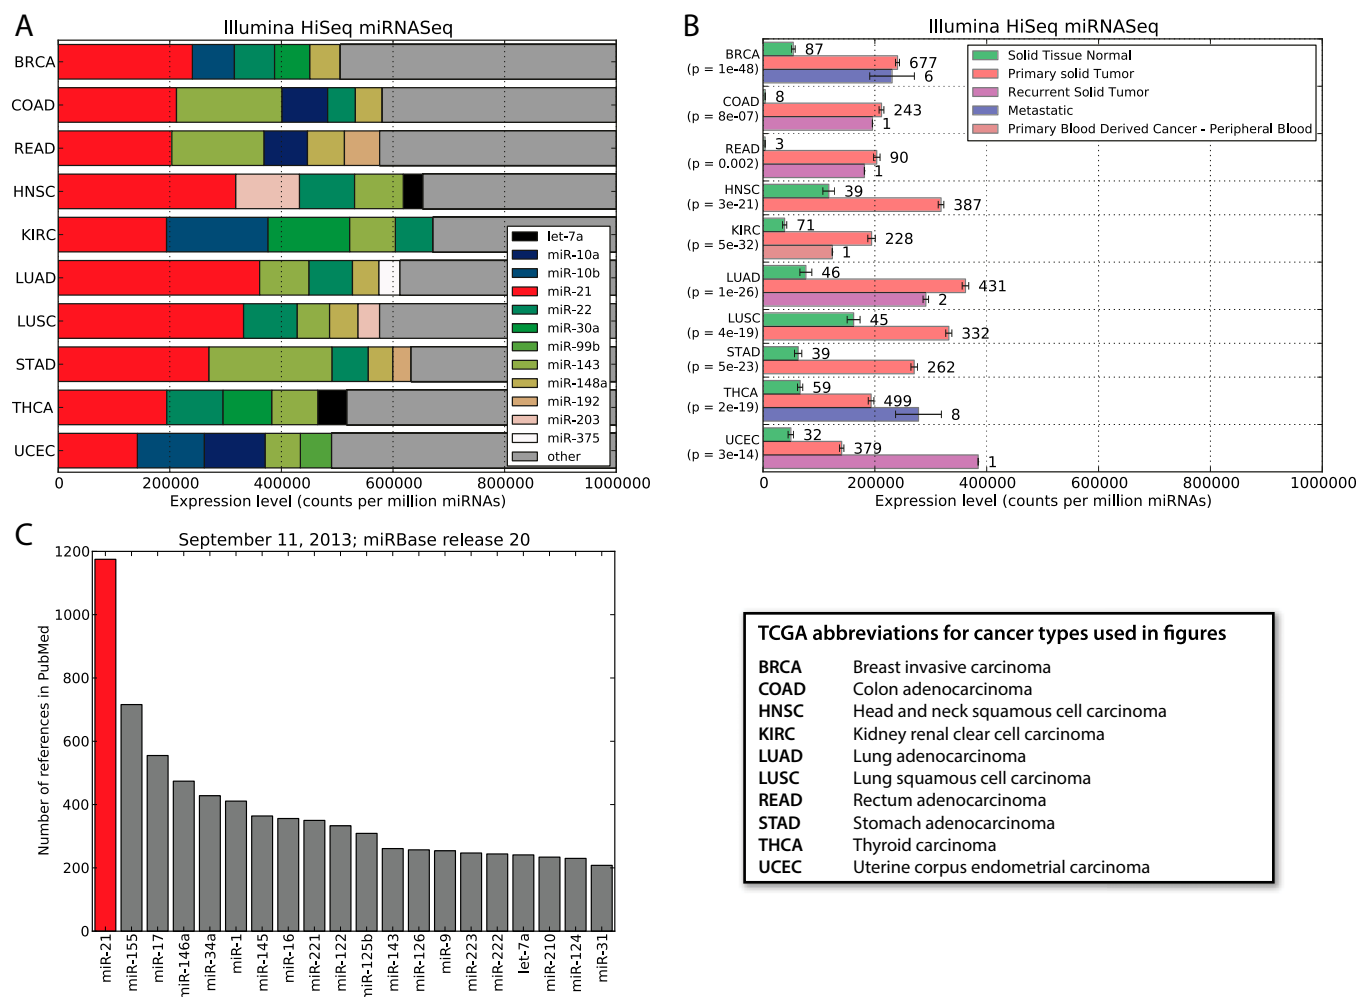 A
Illumina HiSeq miRNASeq
BRCA
COAD
READ
HNSC
KIRC
LUAD
LUSC
STAD
THCA
UCEC
let-7a
miR-10a
miR-10b
miR-21
miR-22
miR-30a
miR-99b
miR-143
miR-148a
miR-192
miR-203
miR-375
other
0 200000 400000 600000 800000 1000000
Expression level (counts per million miRNAs)
B
Illumina HiSeq miRNASeq
Solid Tissue Normal
Primary solid Tumor
Recurrent Solid Tumor
Metastatic
Primary Blood Derived Cancer - Peripheral Blood
BRCA
(p = 1e-48)
87
677
6
COAD
(p = 8e-07)
8
243
1
READ
(p = 0.002)
3
90
1
HNSC
(p = 3e-21)
39
387
KIRC
(p = 5e-32)
71
228
1
LUAD
(p = 1e-26)
46
431
2
LUSC
(p = 4e-19)
45
332
STAD
(p = 5e-23)
39
262
THCA
(p = 2e-19)
59
499
8
UCEC
(p = 3e-14)
32
379
1
0 200000 400000 600000 800000 1000000
Expression level (counts per million miRNAs)
C
September 11, 2013; miRBase release 20
Number of references in PubMed
1200
1000
800
600
400
200
0
miR-21
miR-155
miR-17
miR-146a
miR-34a
miR-1
miR-145
miR-16
miR-221
miR-122
miR-125b
miR-143
miR-126
miR-9
miR-223
miR-222
let-7a
miR-210
miR-124
miR-31
TCGA abbreviations for cancer types used in figures
BRCA Breast invasive carcinoma
COAD Colon adenocarcinoma
HNSC Head and neck squamous cell carcinoma
KIRC Kidney renal clear cell carcinoma
LUAD Lung adenocarcinoma
LUSC Lung squamous cell carcinoma
READ Rectum adenocarcinoma
STAD Stomach adenocarcinoma
THCA Thyroid carcinoma
UCEC Uterine corpus endometrial carcinoma